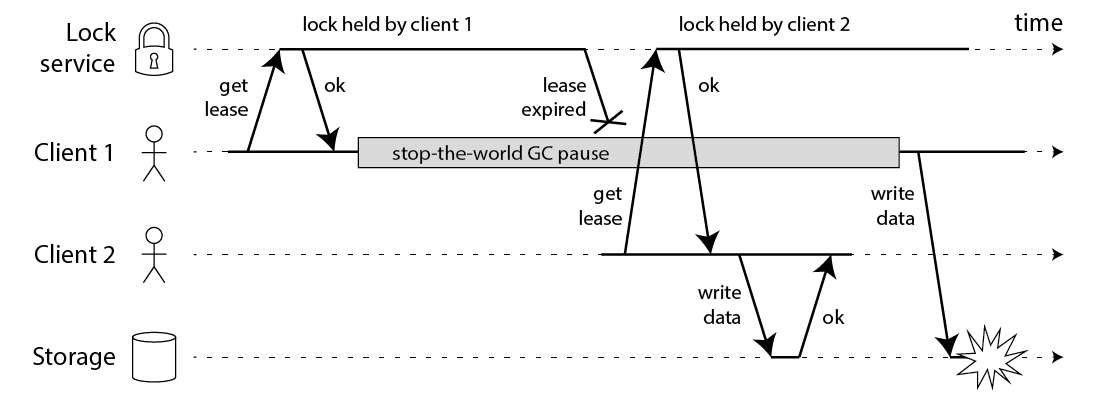 lock held by client 1
lock held by client 2
time
Lock
service
get
lease
ok
lease
expired
ok
Client 1
stop-the-world GC pause
get
lease
write
data
Client 2
write
data
ok
Storage